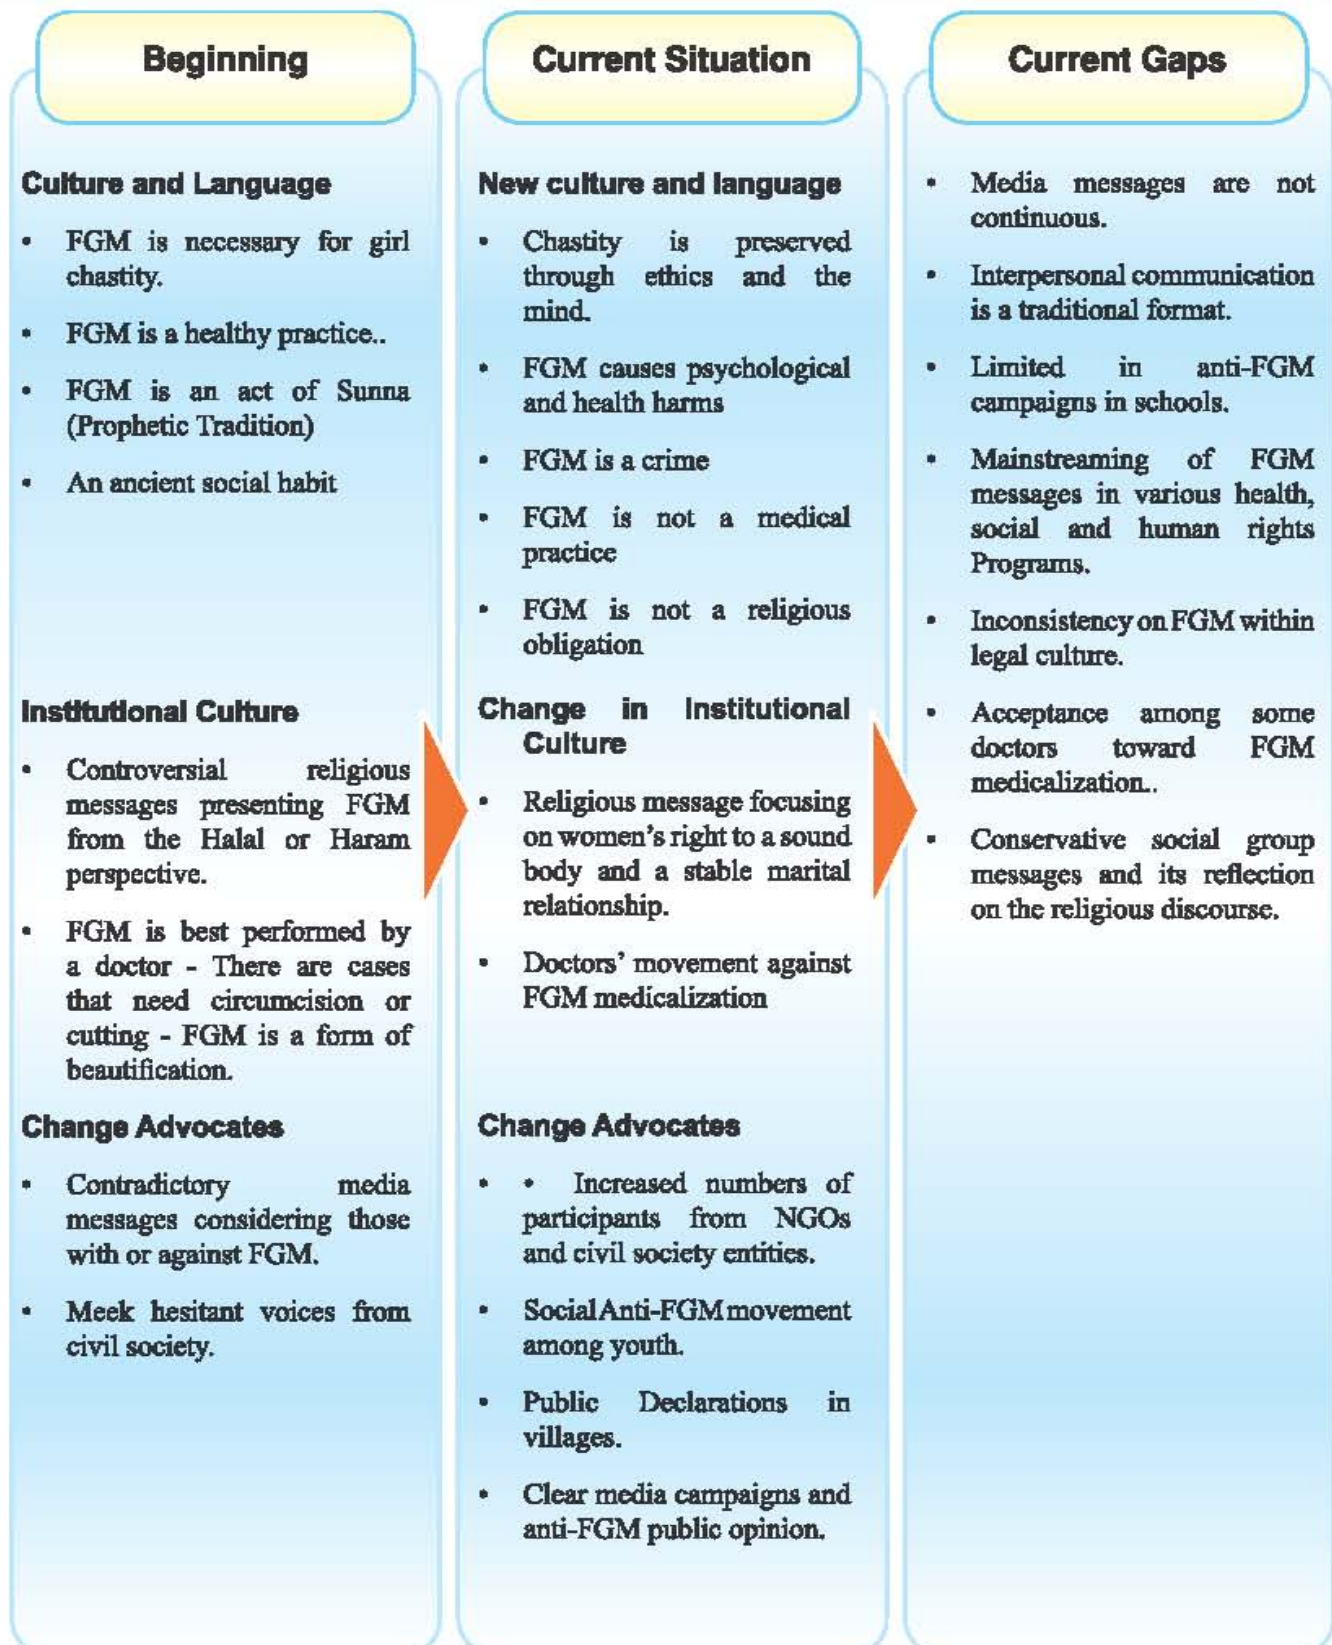 Beginning
Culture and Language
• FGM is necessary for girl
chastity.
• FGM is a healthy practice..
• FGM is an act of Sunna
(Prophetic Tradition)
• An ancient social habit
Institutional Culture
• Controversial religious
messages presenting FGM
from the Halal or Haram
perspective.
• FGM is best performed by
a doctor - There are cases
that need circumcision or
cutting - FGM is a form of
beautification.
Change Advocates
• Contradictory media
messages considering those
with or against FGM.
• Meek hesitant voices from
civil society.
Current Situation
New culture and language
• Chastity is preserved
through ethics and the
mind.
• FGM causes psychological
and health harms
• FGM is a crime
• FGM is not a medical
practice
• FGM is not a religious
obligation
Change in Institutional
Culture
• Religious message focusing
on women's right to a sound
body and a stable marital
relationship.
• Doctors' movement against
FGM medicalization
Change Advocates
• • Increased numbers of
participants from NGOs
and civil society entities.
• Social Anti-FGM movement
among youth.
• Public Declarations in
villages.
• Clear media campaigns and
anti-FGM public opinion.
Current Gaps
• Media messages are not
continuous.
• Interpersonal communication
is a traditional format.
• Limited in anti-FGM
campaigns in schools.
• Mainstreaming of FGM
messages in various health,
social and human rights
Programs.
• Inconsistency on FGM within
legal culture.
• Acceptance among some
doctors toward FGM
medicalization..
• Conservative social group
messages and its reflection
on the religious discourse.